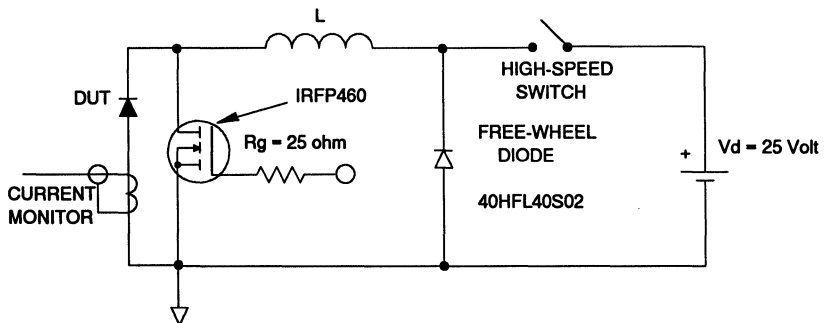 L
HIGH-SPEED
SWITCH
DUT
IRFP460
Rg = 25 ohm
FREE-WHEEL
DIODE
40HFL40S02
+
Vd = 25 Volt
CURRENT
MONITOR